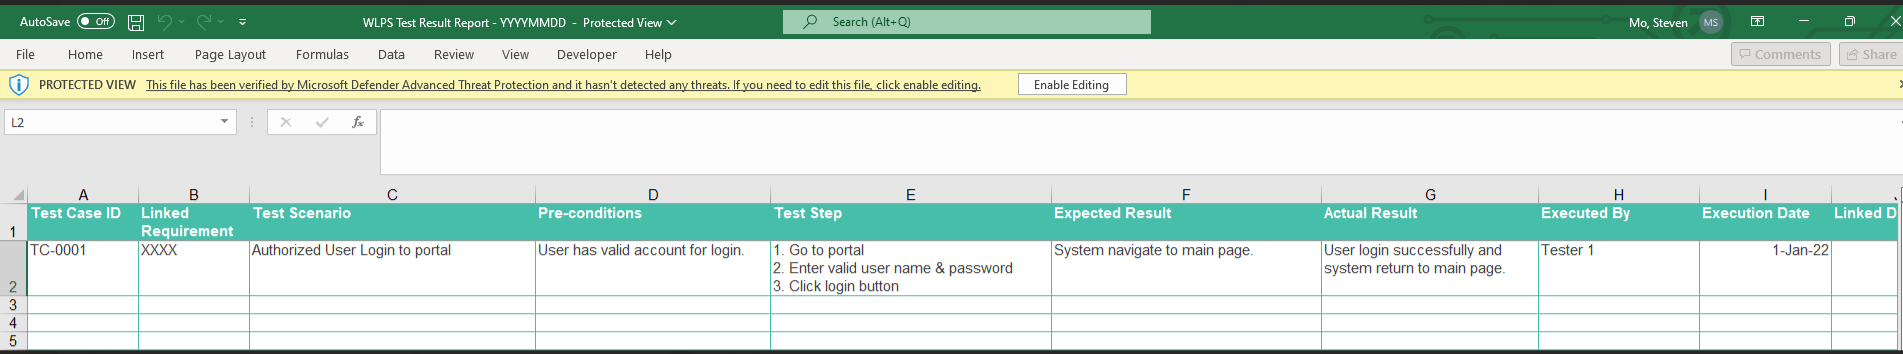 AutoSave Off WLPS Test Result Report - YYYYMMDD - Protected View Search (Alt+Q) Mo, Steven MS
File Home Insert Page Layout Formulas Data Review View Developer Help Comments Share
PROTECTED VIEW This file has been verified by Microsoft Defender Advanced Threat Protection and it hasn't detected any threats. If you need to edit this file, click enable editing. Enable Editing
L2 fx
A B C D E F G H I
1 Test Case ID Linked Requirement Test Scenario Pre-conditions Test Step Expected Result Actual Result Executed By Execution Date Linked D
2 TC-0001 XXXX Authorized User Login to portal User has valid account for login. 1. Go to portal System navigate to main page. User login successfully and Tester 1 1-Jan-22
2. Enter valid user name & password system return to main page.
3. Click login button
3
4
5